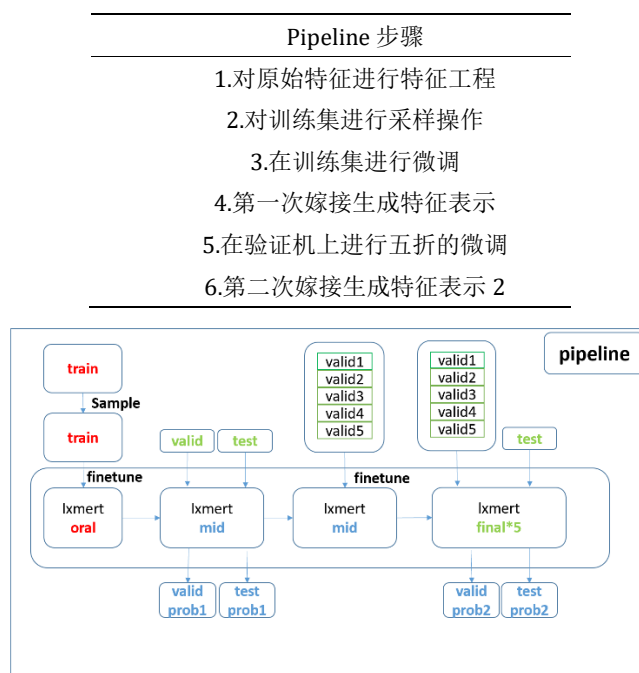 Pipeline 步骤
1.对原始特征进行特征工程
2.对训练集进行采样操作
3.在训练集进行微调
4.第一次嫁接生成特征表示
5.在验证机上进行五折的微调
6.第二次嫁接生成特征表示 2
pipeline
train
Sample
train
finetune
valid
test
valid1
valid2
valid3
valid4
valid5
valid1
valid2
valid3
valid4
valid5
test
finetune
lxmert
oral
lxmert
mid
lxmert
mid
lxmert
final*5
valid
prob1
test
prob1
valid
prob2
test
prob2